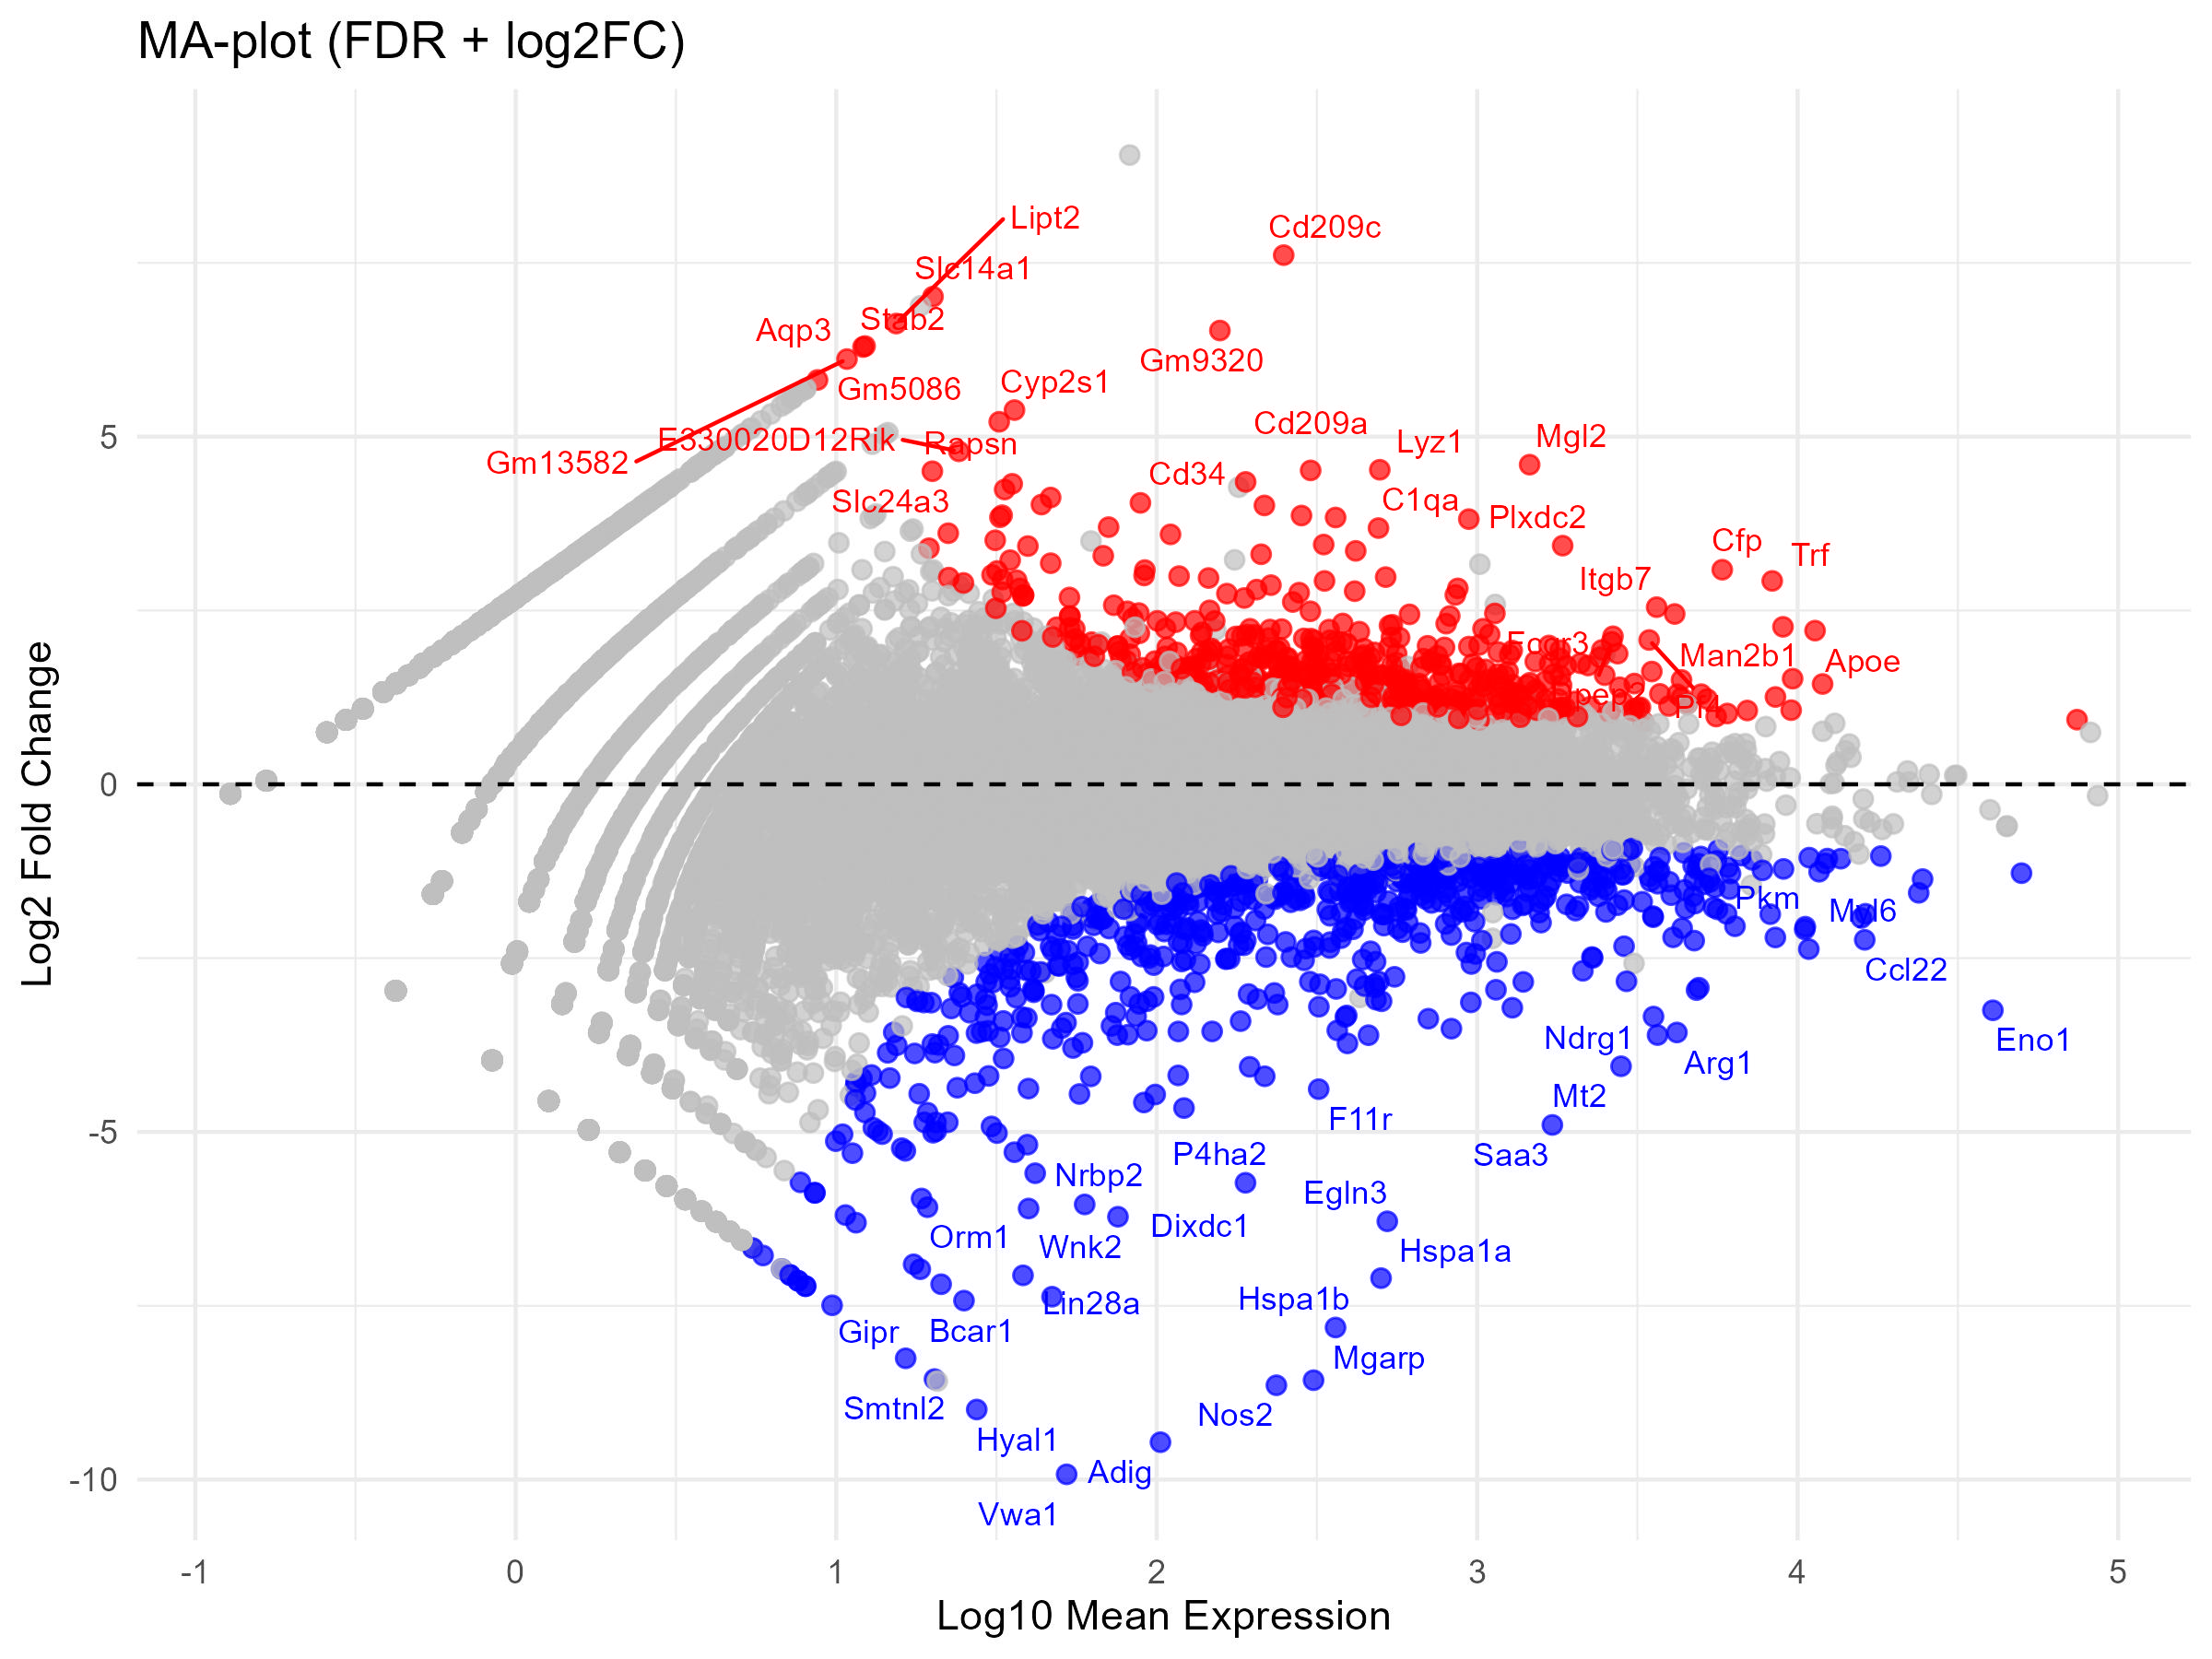 MA-plot (FDR + log2FC)
Lipt2
Cd209c
Slc14a1
Stab2
Aqp3
Gm9320
Cyp2s1
Gm5086
Cd209a
E330020D12Rik
Rapsn
Lyz1
Mgl2
Gm13582
Cd34
Slc24a3
C1qa
Plxdc2
Cfp
Trf
Itgb7
Fcgr3
Man2b1
Apoe
Pkm
Myl6
Ccl22
Ndrg1
Eno1
Arg1
Mt2
F11r
P4ha2
Saa3
Nrbp2
Egln3
Orm1
Dixdc1
Wnk2
Hspa1a
Lin28a
Hspa1b
Gipr
Bcar1
Mgarp
Smtnl2
Nos2
Hyal1
Adig
Vwa1
5
0
-5
-10
Log2 Fold Change
-1
0
1
2
3
4
5
Log10 Mean Expression